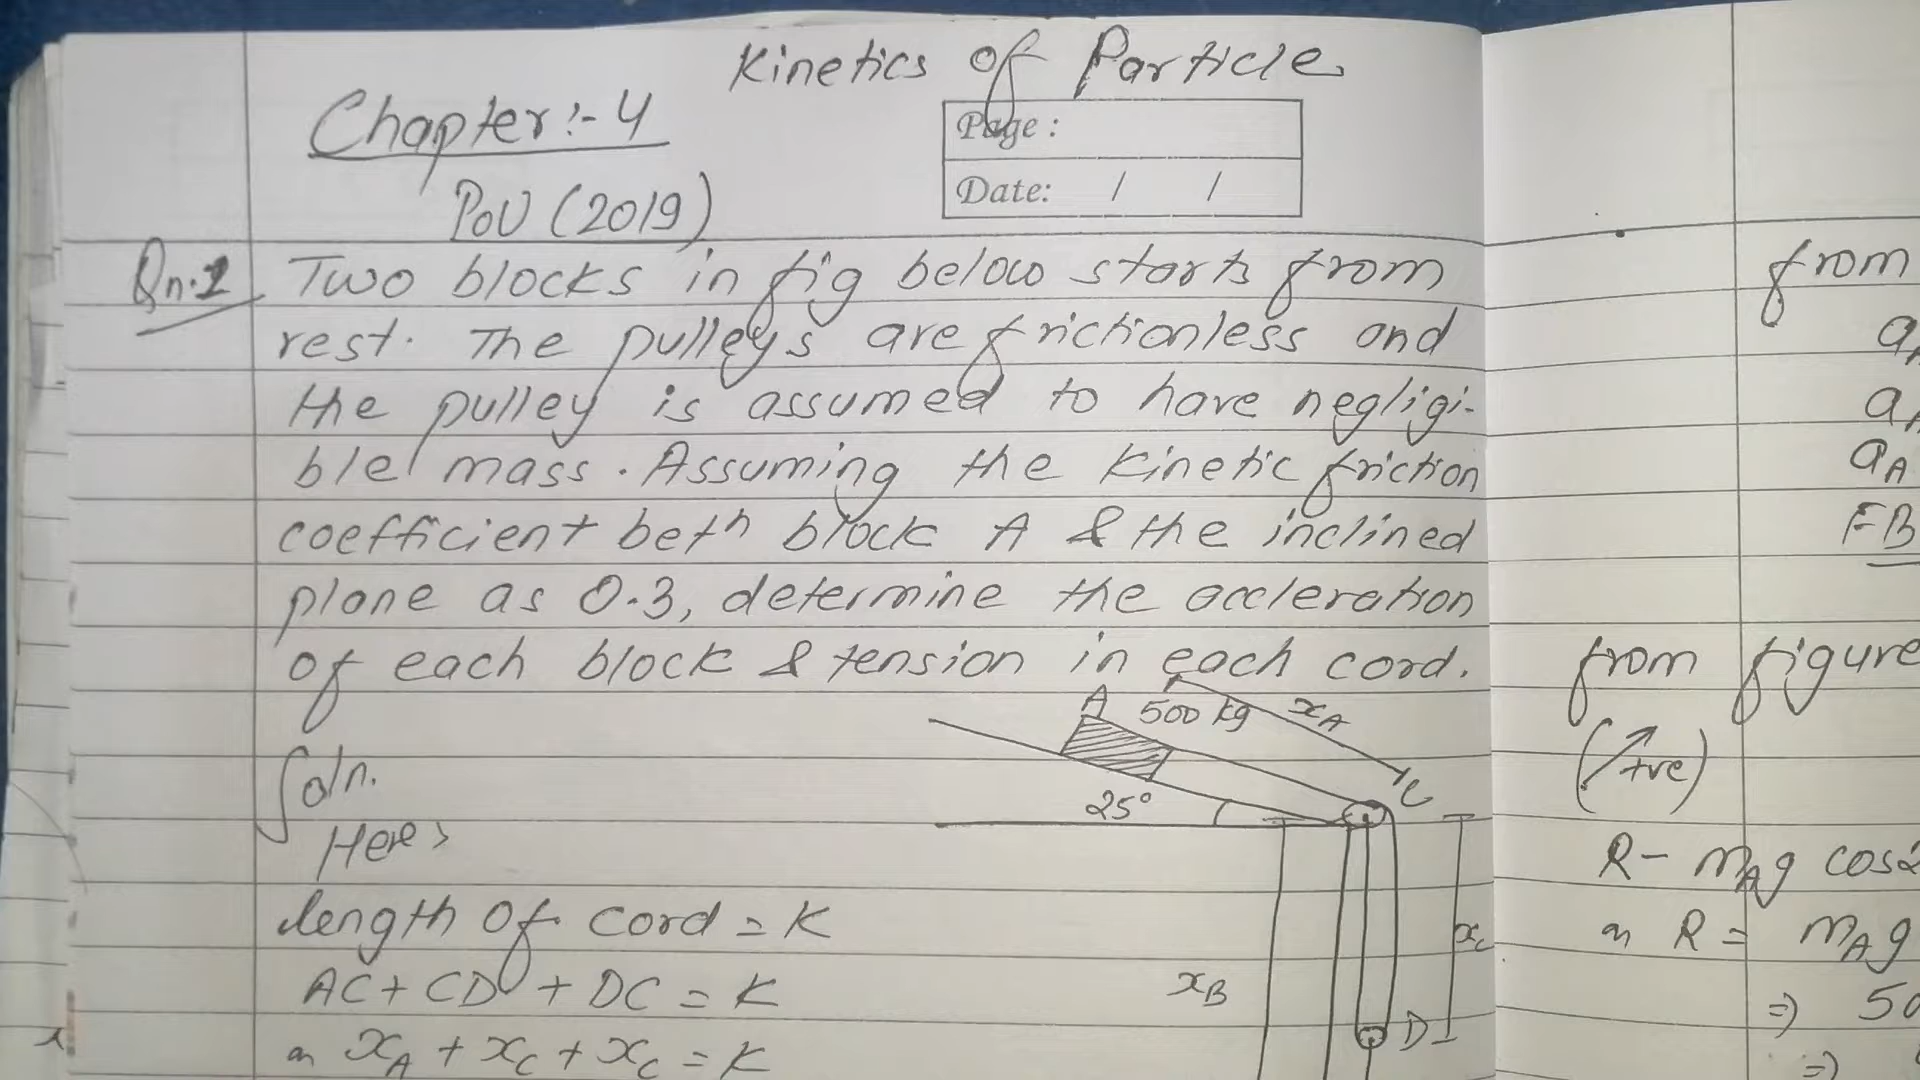 Kinetics of Particle
Chapter:- 4
Page :
Date: / /
PoU (2019)
Qn.1 Two blocks in fig below starts from
rest. The pulleys are frictionless and
the pulley is assumed to have negligi-
ble mass. Assuming the kinetic friction
coefficient betn block A & the inclined
plane as 0.3, determine the accleration
of each block & tension in each cord.
A
500 kg
xA
Soln.
25°
C
Here,
length of cord = K
xC
AC + CD + DC = K
xB
D
xA + xC + xC = K
from
aA
aA
FB
from figure
(↗+ve)
R - mAg cos2
R = mAg
=> 50
=>